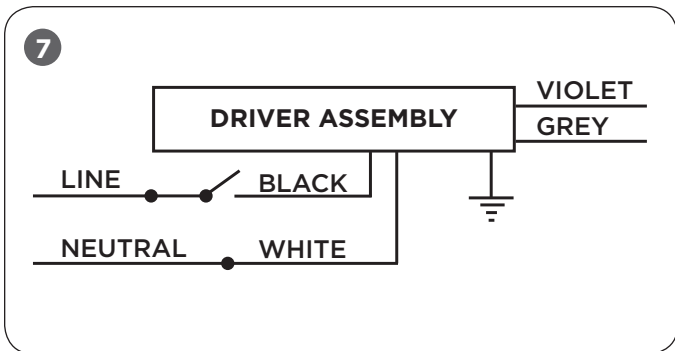 7
VIOLET
DRIVER ASSEMBLY
GREY
LINE
BLACK
NEUTRAL
WHITE